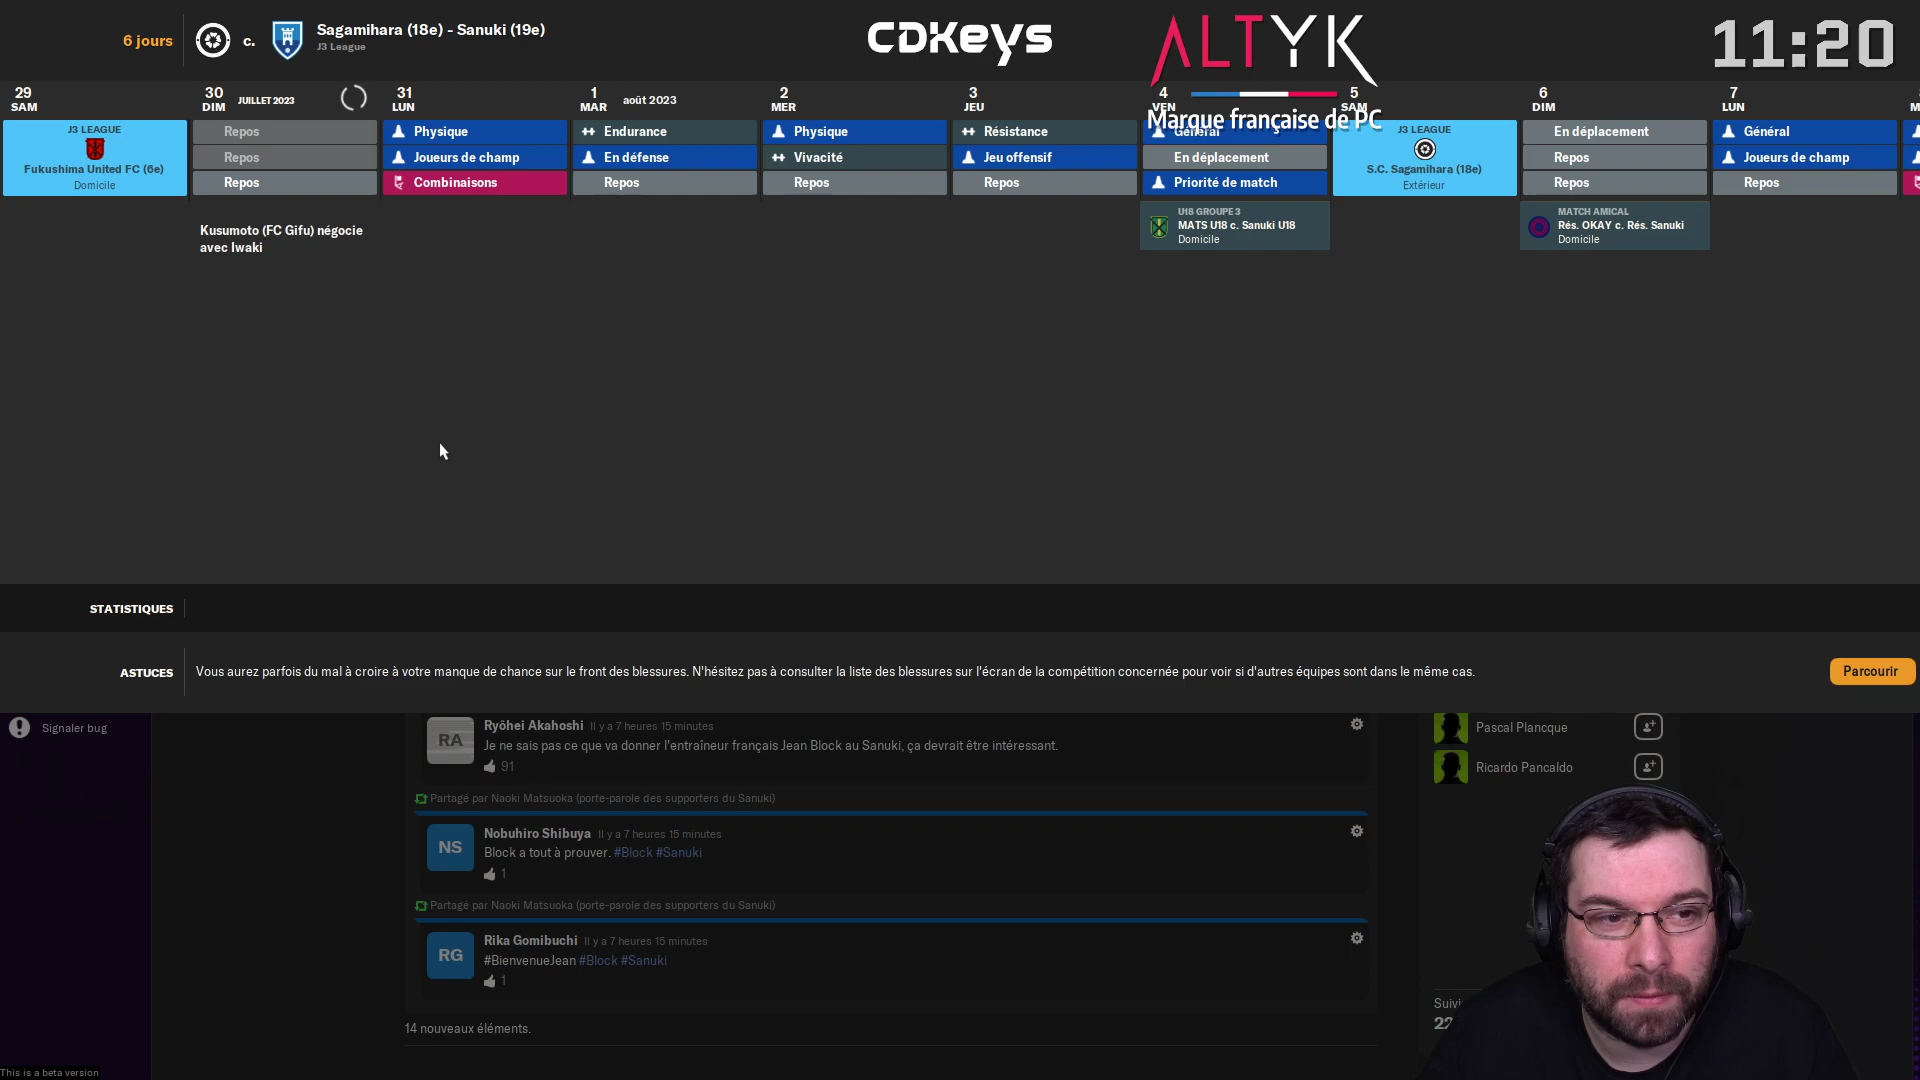 6 jours
c.
Sagamihara (18e) - Sanuki (19e)
J3 League
CDKeys
ALTYK
Marque française de PC
11:20
29
SAM
30
DIM
JUILLET 2023
31
LUN
1
MAR
août 2023
2
MER
3
JEU
4
VEN
5
SAM
6
DIM
7
LUN
J3 LEAGUE
Fukushima United FC (6e)
Domicile
Repos
Repos
Repos
Physique
Joueurs de champ
Combinaisons
Endurance
En défense
Repos
Physique
Vivacité
Repos
Résistance
Jeu offensif
Repos
Général
En déplacement
Priorité de match
J3 LEAGUE
S.C. Sagamihara (18e)
Extérieur
En déplacement
Repos
Repos
Général
Joueurs de champ
Repos
Kusumoto (FC Gifu) négocie
avec Iwaki
U18 GROUPE 3
MATS U18 c. Sanuki U18
Domicile
MATCH AMICAL
Rés. OKAY c. Rés. Sanuki
Domicile
STATISTIQUES
ASTUCES
Vous aurez parfois du mal à croire à votre manque de chance sur le front des blessures. N'hésitez pas à consulter la liste des blessures sur l'écran de la compétition concernée pour voir si d'autres équipes sont dans le même cas.
Parcourir
Signaler bug
RA
Ryôhei Akahoshi Il y a 7 heures 15 minutes
Je ne sais pas ce que va donner l'entraîneur français Jean Block au Sanuki, ça devrait être intéressant.
91
Partagé par Naoki Matsuoka (porte-parole des supporters du Sanuki)
NS
Nobuhiro Shibuya Il y a 7 heures 15 minutes
Block a tout à prouver. #Block #Sanuki
1
Partagé par Naoki Matsuoka (porte-parole des supporters du Sanuki)
RG
Rika Gomibuchi Il y a 7 heures 15 minutes
#BienvenueJean #Block #Sanuki
1
14 nouveaux éléments.
Pascal Plancque
Ricardo Pancaldo
This is a beta version